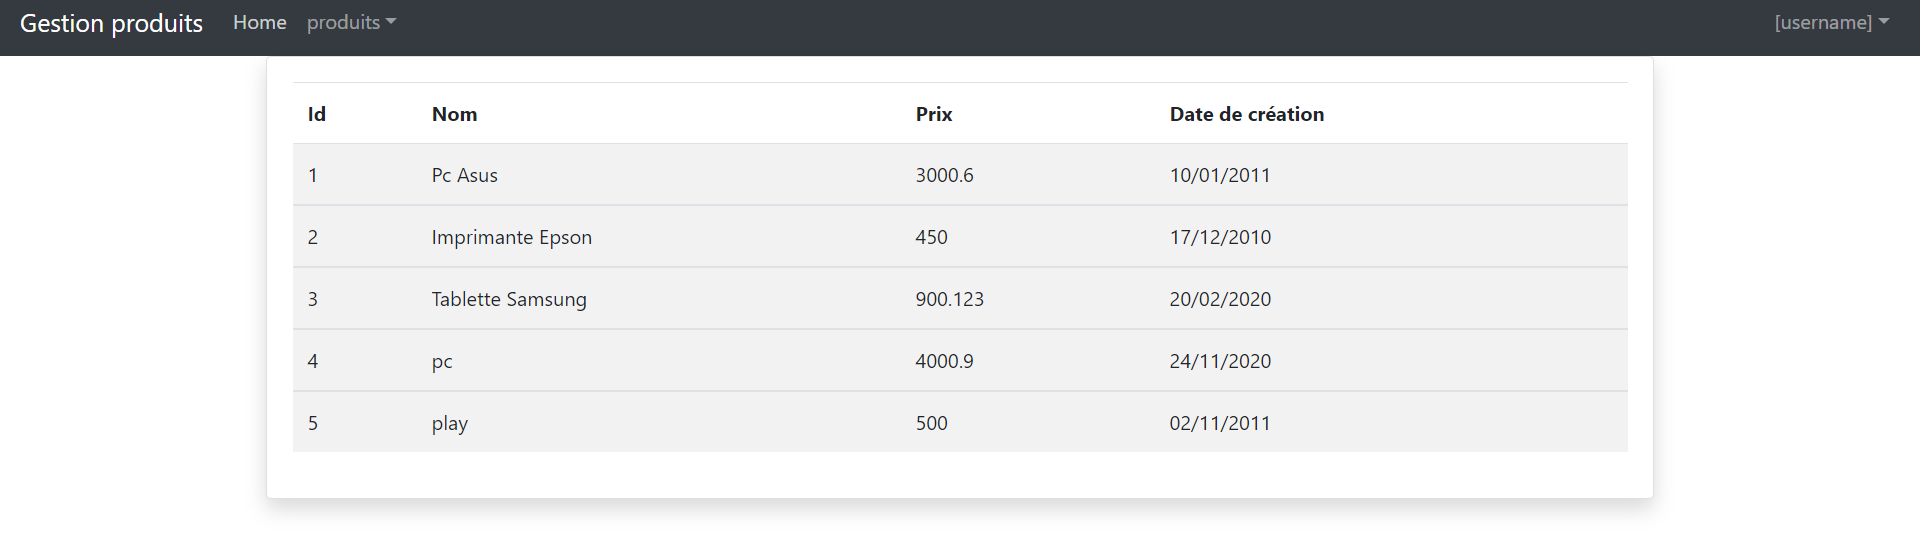 Gestion produits Home produits [username]
Id Nom Prix Date de création
1 Pc Asus 3000.6 10/01/2011
2 Imprimante Epson 450 17/12/2010
3 Tablette Samsung 900.123 20/02/2020
4 pc 4000.9 24/11/2020
5 play 500 02/11/2011